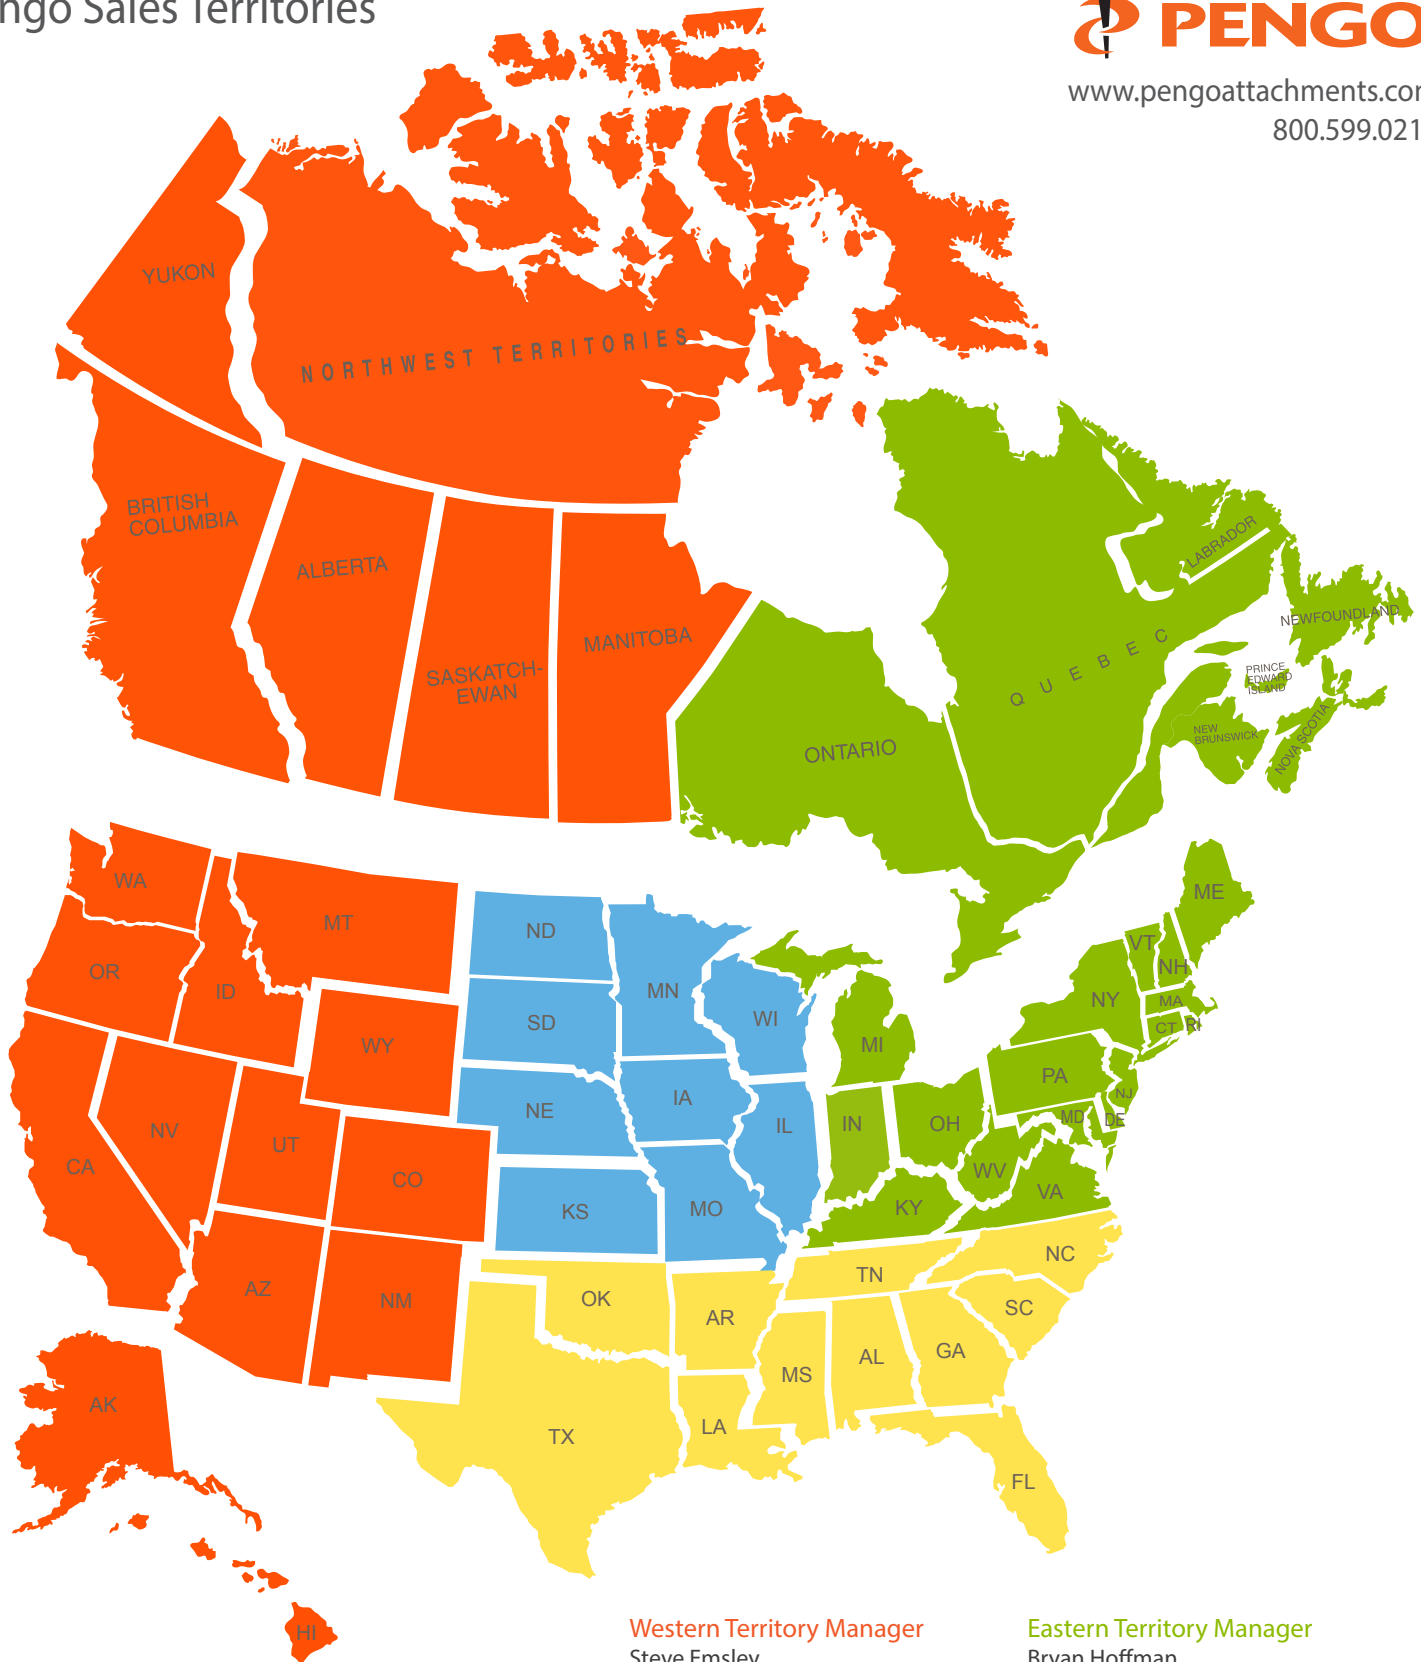 ngo Sales Territories
PENGO
www.pengoattachments.com
800.599.021
YUKON
NORTHWEST TERRITORIES
BRITISH
COLUMBIA
ALBERTA
SASKATCH-
EWAN
MANITOBA
ONTARIO
QUEBEC
LABRADOR
NEWFOUNDLAND
PRINCE
EDWARD
ISLAND
NEW
BRUNSWICK
NOVA SCOTIA
WA
MT
ND
ME
OR
ID
MN
VT
NH
WY
SD
WI
MI
NY
MA
CT
RI
NV
UT
NE
IA
IL
IN
OH
PA
NJ
MD
DE
CA
CO
KS
MO
KY
WV
VA
AZ
NM
OK
AR
TN
NC
SC
AK
TX
LA
MS
AL
GA
FL
HI
Western Territory Manager
Steve Emsley
Eastern Territory Manager
Bryan Hoffman